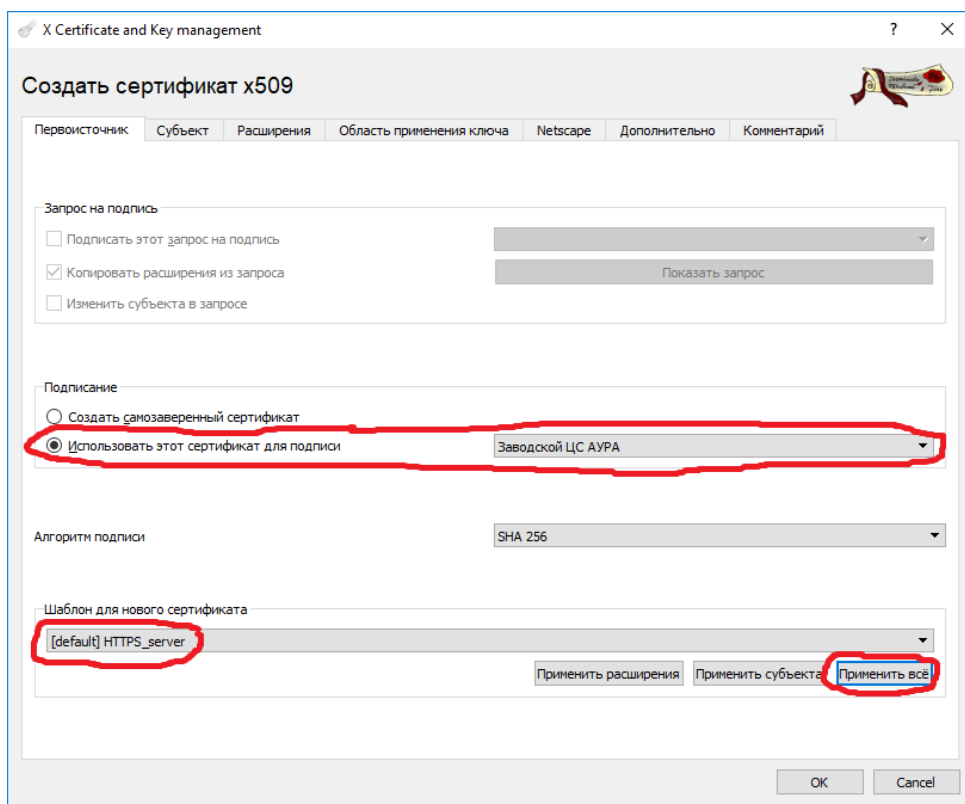 X Certificate and Key management
Создать сертификат x509
Первоисточник Субъект Расширения Область применения ключа Netscape Дополнительно Комментарий
Запрос на подпись
Подписать этот запрос на подпись
Копировать расширения из запроса Показать запрос
Изменить субъекта в запросе
Подписание
Создать самозаверенный сертификат
Использовать этот сертификат для подписи Заводской ЦС АУРА
Алгоритм подписи SHA 256
Шаблон для нового сертификата
[default] HTTPS_server
Применить расширения Применить субъекта Применить всё
OK Cancel